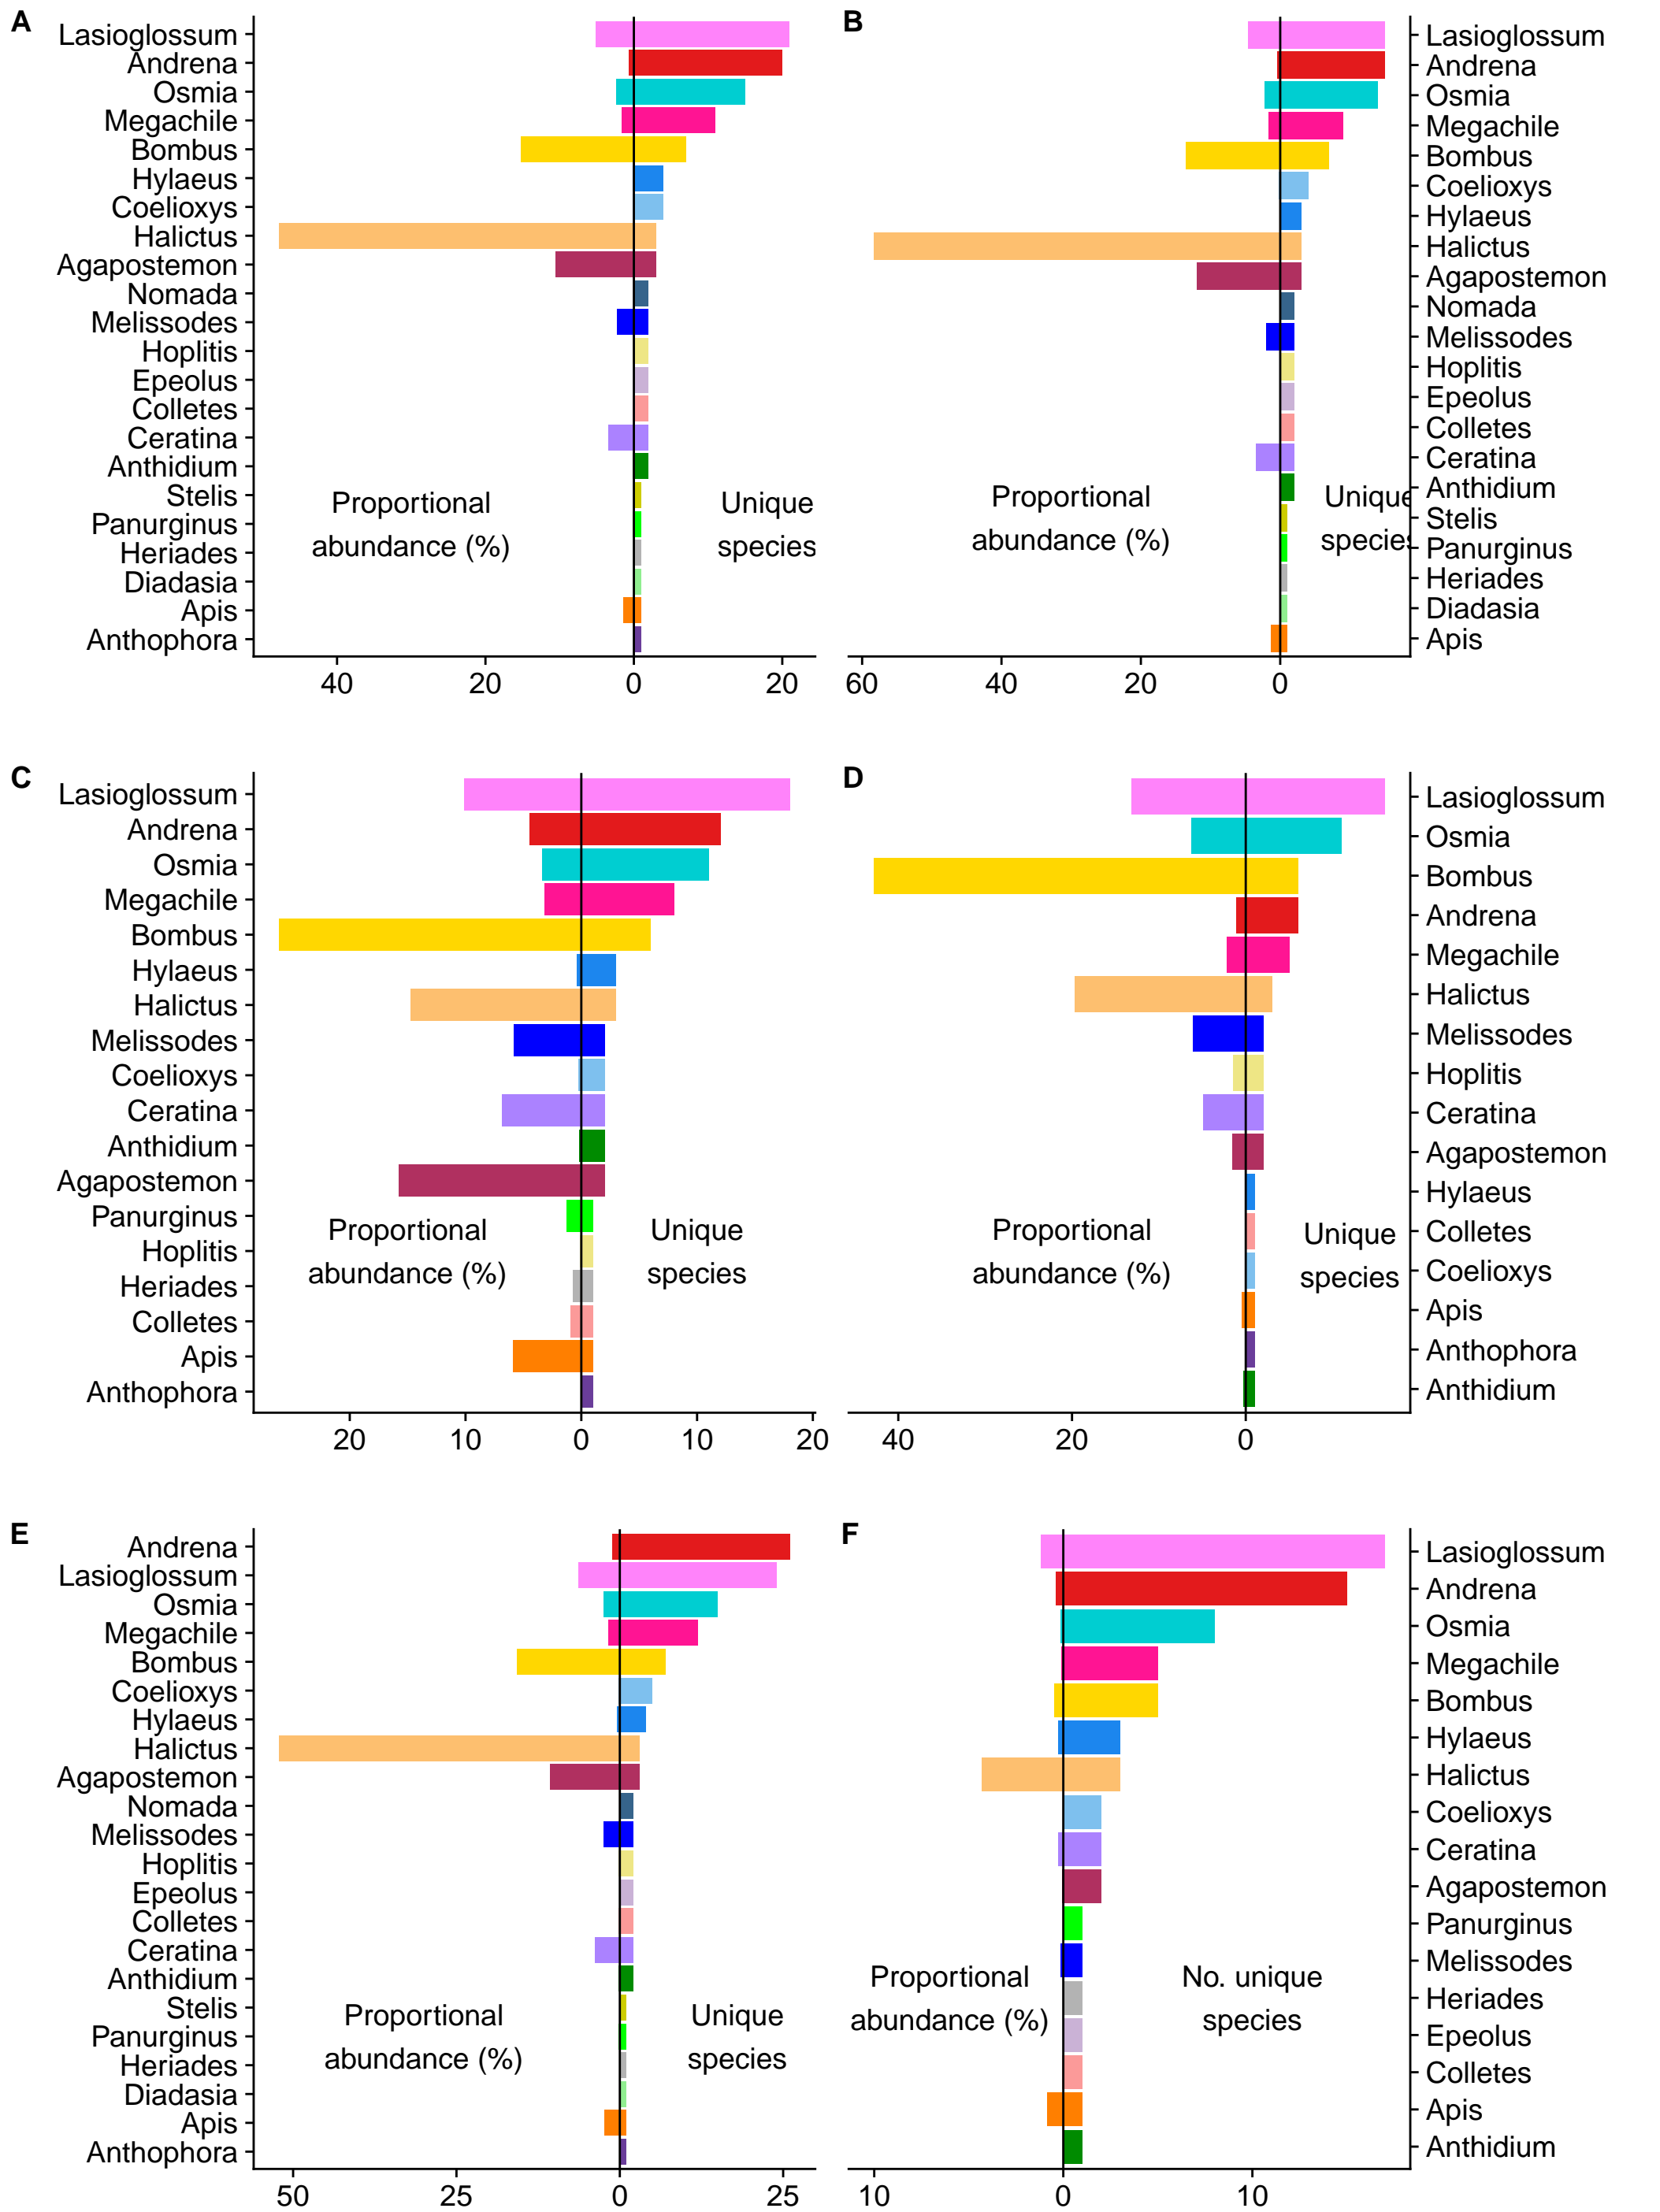 A
Lasioglossum
Andrena
Osmia
Megachile
Bombus
Hylaeus
Coelioxys
Halictus
Agapostemon
Nomada
Melissodes
Hoplitis
Epeolus
Colletes
Ceratina
Anthidium
Stelis
Panurginus
Heriades
Diadasia
Apis
Anthophora
Proportional
abundance (%)
Unique
species
40 20 0 20
B
Lasioglossum
Andrena
Osmia
Megachile
Bombus
Coelioxys
Hylaeus
Halictus
Agapostemon
Nomada
Melissodes
Hoplitis
Epeolus
Colletes
Ceratina
Anthidium
Stelis
Panurginus
Heriades
Diadasia
Apis
Proportional
abundance (%)
Unique
species
60 40 20 0
C
Lasioglossum
Andrena
Osmia
Megachile
Bombus
Hylaeus
Halictus
Melissodes
Coelioxys
Ceratina
Anthidium
Agapostemon
Panurginus
Hoplitis
Heriades
Colletes
Apis
Anthophora
Proportional
abundance (%)
Unique
species
20 10 0 10 20
D
Lasioglossum
Osmia
Bombus
Andrena
Megachile
Halictus
Melissodes
Hoplitis
Ceratina
Agapostemon
Hylaeus
Colletes
Coelioxys
Apis
Anthophora
Anthidium
Proportional
abundance (%)
Unique
species
40 20 0
E
Andrena
Lasioglossum
Osmia
Megachile
Bombus
Coelioxys
Hylaeus
Halictus
Agapostemon
Nomada
Melissodes
Hoplitis
Epeolus
Colletes
Ceratina
Anthidium
Stelis
Panurginus
Heriades
Diadasia
Apis
Anthophora
Proportional
abundance (%)
Unique
species
50 25 0 25
F
Lasioglossum
Andrena
Osmia
Megachile
Bombus
Hylaeus
Halictus
Coelioxys
Ceratina
Agapostemon
Panurginus
Melissodes
Heriades
Epeolus
Colletes
Apis
Anthidium
Proportional
abundance (%)
No. unique
species
10 0 10